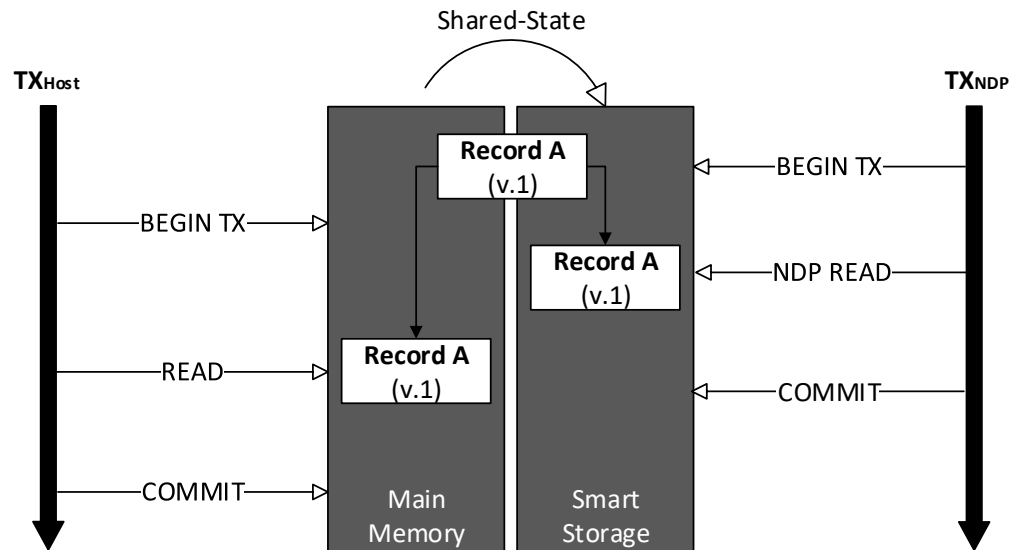 Shared-State
TXHost
TXNDP
Record A
(v.1)
BEGIN TX
BEGIN TX
Record A
(v.1)
NDP READ
Record A
(v.1)
READ
COMMIT
COMMIT
Main
Memory
Smart
Storage